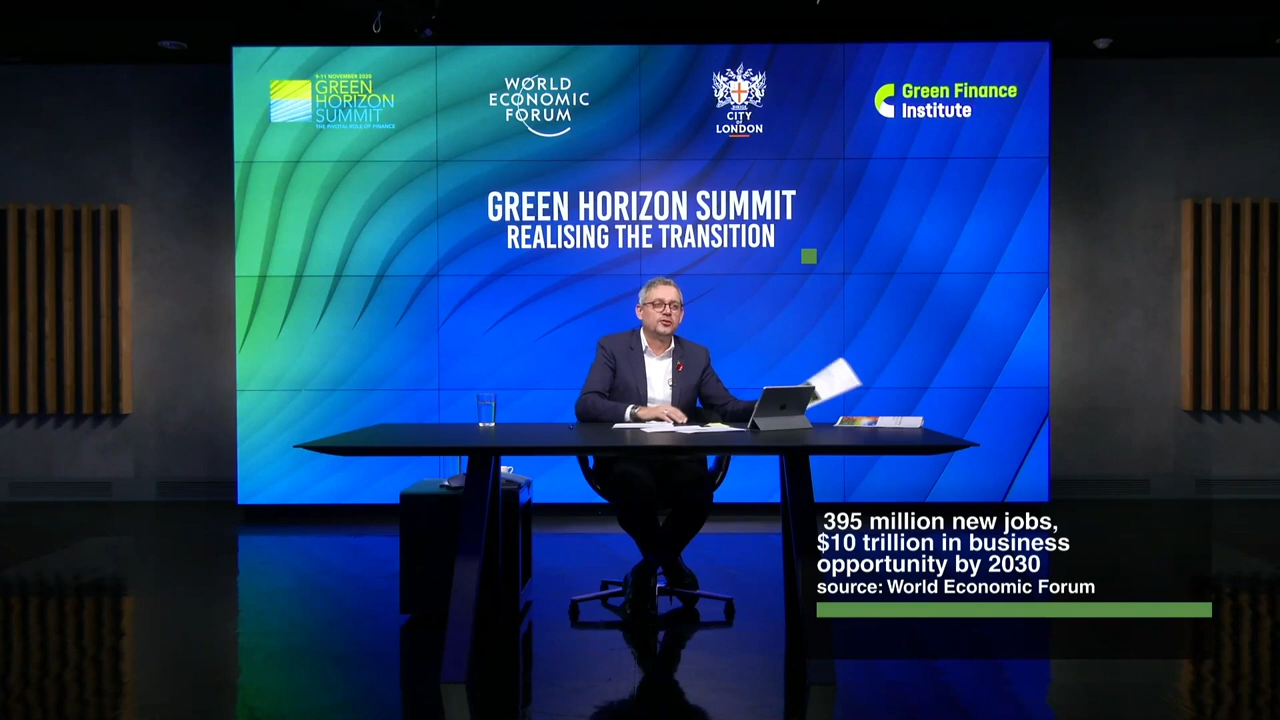 9-11 NOVEMBER 2020
GREEN
HORIZON
SUMMIT
THE PIVOTAL ROLE OF FINANCE
WORLD
ECONOMIC
FORUM
CITY
OF
LONDON
Green Finance
Institute
GREEN HORIZON SUMMIT
REALISING THE TRANSITION
395 million new jobs,
$10 trillion in business
opportunity by 2030
source: World Economic Forum